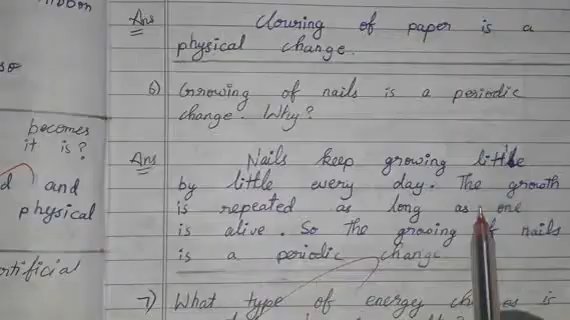 Ans Clouring of paper is a
physical change.
6) Growing of nails is a periodic
change. Why?
becomes
it is?
Ans Nails keep growing little
by little every day. The growth
and
physical
is repeated as long as one
is alive. So the growing of nails
is a periodic change
7) What type of energy is